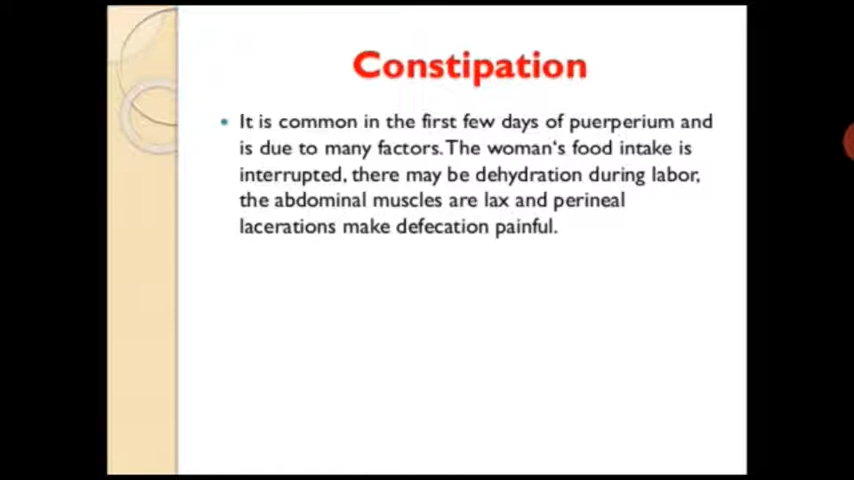 Constipation
• It is common in the first few days of puerperium and
is due to many factors. The woman's food intake is
interrupted, there may be dehydration during labor,
the abdominal muscles are lax and perineal
lacerations make defecation painful.